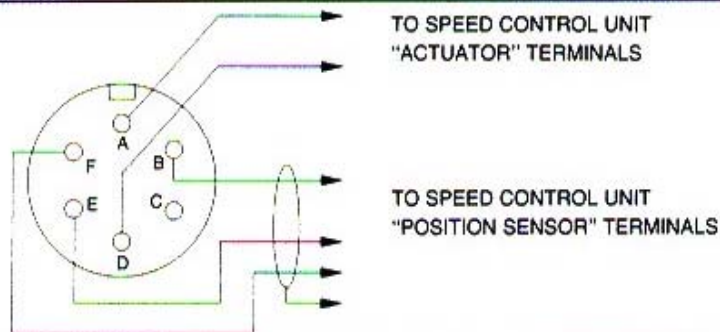 TO SPEED CONTROL UNIT
"ACTUATOR" TERMINALS
A
F
B
E
C
D
TO SPEED CONTROL UNIT
"POSITION SENSOR" TERMINALS